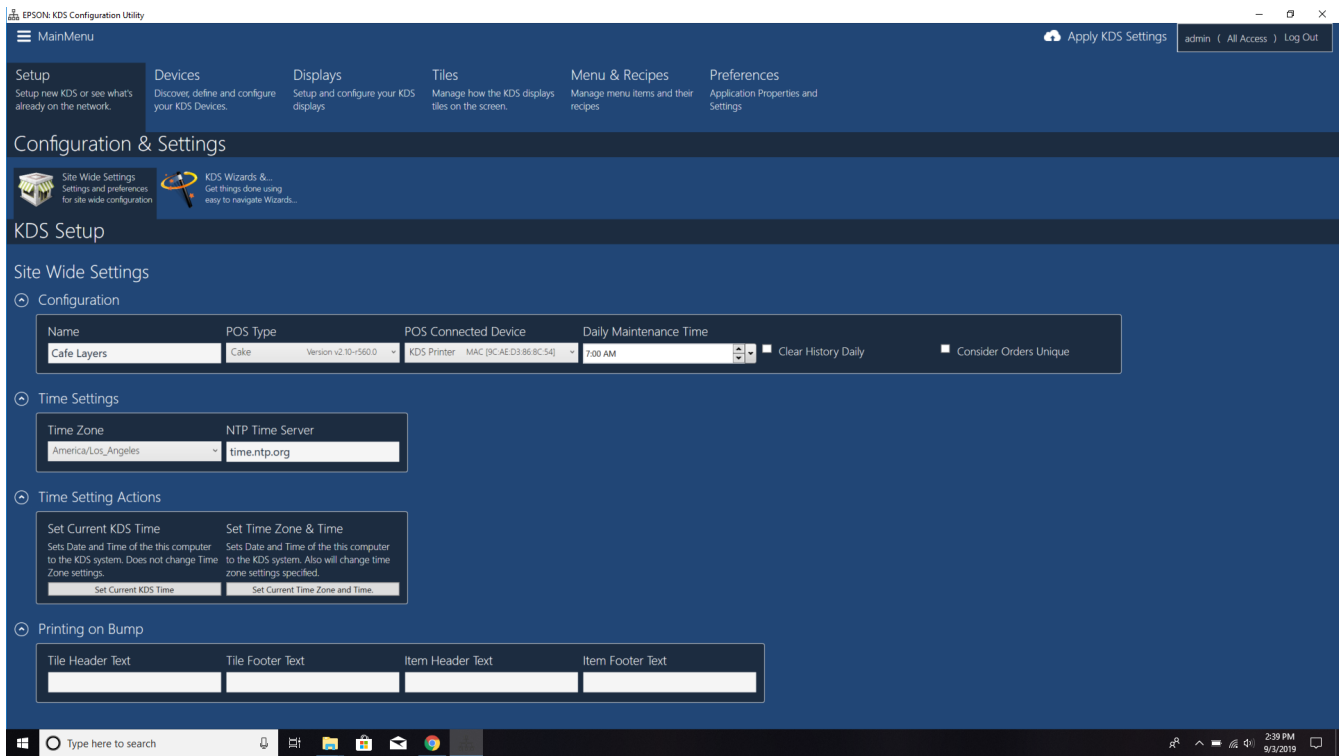 EPSON: KDS Configuration Utility
MainMenu
Apply KDS Settings
admin ( All Access ) Log Out
Setup
Setup new KDS or see what's
already on the network.
Devices
Discover, define and configure
your KDS Devices.
Displays
Setup and configure your KDS
displays
Tiles
Manage how the KDS displays
tiles on the screen.
Menu & Recipes
Manage menu items and their
recipes
Preferences
Application Properties and
Settings
Configuration & Settings
Site Wide Settings
Settings and preferences
for site wide configuration
KDS Wizards &...
Get things done using
easy to navigate Wizards...
KDS Setup
Site Wide Settings
Configuration
Name
POS Type
POS Connected Device
Daily Maintenance Time
Cafe Layers
Cake Version v2.10-r560.0
KDS Printer MAC [9C:AE:D3:86:8C:54]
7:00 AM
Clear History Daily
Consider Orders Unique
Time Settings
Time Zone
NTP Time Server
America/Los_Angeles
time.ntp.org
Time Setting Actions
Set Current KDS Time
Sets Date and Time of the this computer
to the KDS system. Does not change Time
Zone settings.
Set Current KDS Time
Set Time Zone & Time
Sets Date and Time of the this computer
to the KDS system. Also will change time
zone settings specified.
Set Current Time Zone and Time.
Printing on Bump
Tile Header Text
Tile Footer Text
Item Header Text
Item Footer Text
Type here to search
2:39 PM
9/3/2019